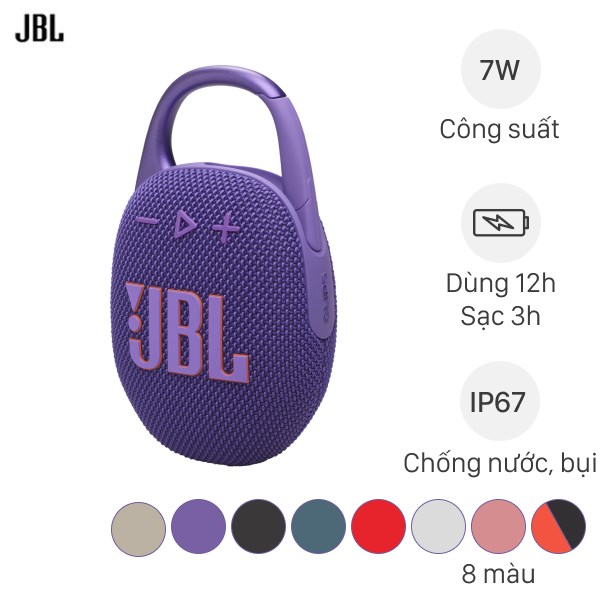 JBL
7W
Công suất
Dùng 12h
Sạc 3h
IP67
Chống nước, bụi
8 màu
JBL